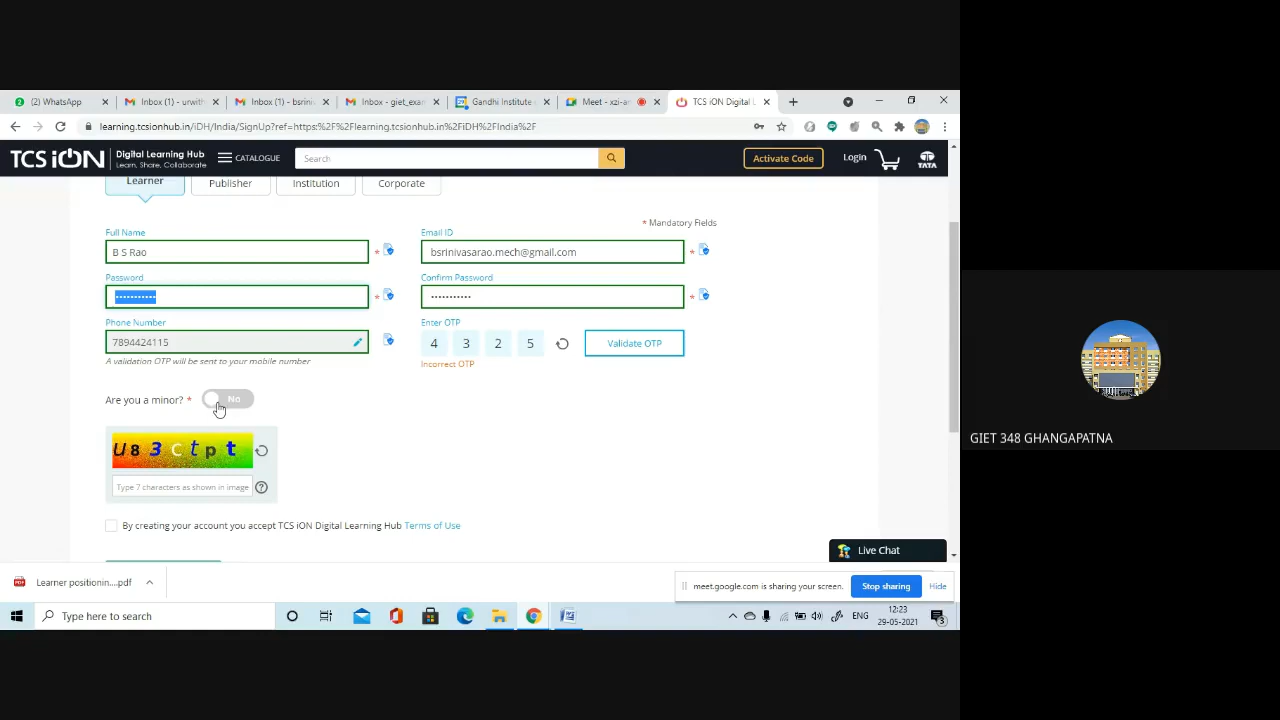 (2) WhatsApp
Inbox (1) - urwith
Inbox (1) - bsrini
Inbox - giet_exar
Gandhi Institute
Meet - xzi-ar
TCS iON Digital L
learning.tcsionhub.in/iDH/India/SignUp?ref=https:%2F%2Flearning.tcsionhub.in%2FiDH%2FIndia%2F
TCS iON
Digital Learning Hub
Learn, Share, Collaborate
CATALOGUE
Search
Activate Code
Login
TATA
Learner
Publisher
Institution
Corporate
* Mandatory Fields
Full Name
Email ID
B S Rao
*
bsrinivasarao.mech@gmail.com
*
Password
Confirm Password
*
*
Phone Number
Enter OTP
7894424115
4 3 2 5
Validate OTP
A validation OTP will be sent to your mobile number
Incorrect OTP
Are you a minor? *
No
U83Ctpt
Type 7 characters as shown in image
By creating your account you accept TCS iON Digital Learning Hub Terms of Use
Live Chat
Learner positionin....pdf
meet.google.com is sharing your screen.
Stop sharing
Hide
Type here to search
ENG
12:23
29-05-2021
3
GIET 348 GHANGAPATNA